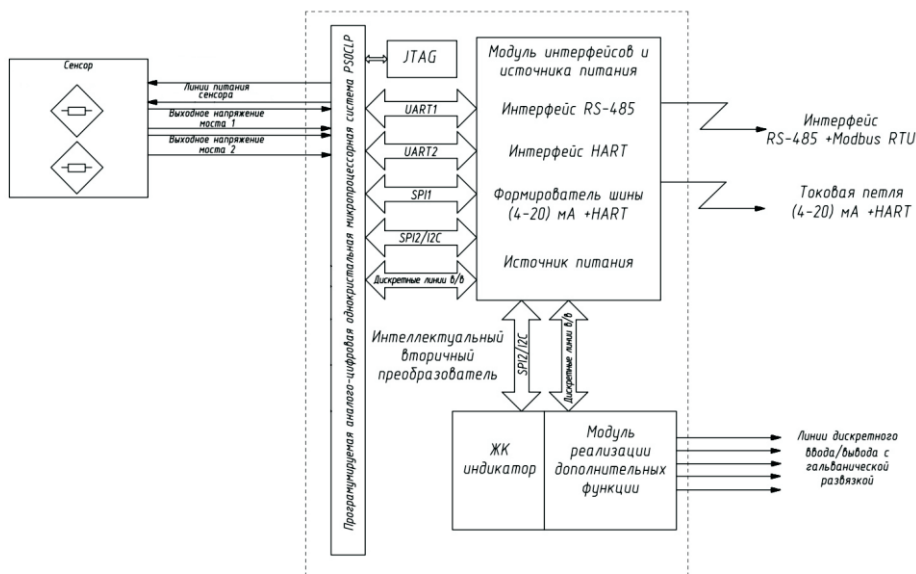 Сенсор
Линии питания
сенсора
Выходное напряжение
моста 1
Выходное напряжение
моста 2
Програмируемая аналого-цифровая однокристальная микропроцессорная система PSOCLP
JTAG
UART1
UART2
SPI1
SPI2/I2C
Дискретные линии в/в
Модуль интерфейсов и
источника питания
Интерфейс RS-485
Интерфейс HART
Формирователь шины
(4-20) мА +HART
Источник питания
Интерфейс
RS-485 +Modbus RTU
Токовая петля
(4-20) мА +HART
Интеллектуальный
вторичный
преобразователь
SPI2/I2C
Дискретные линии в/в
ЖК
индикатор
Модуль
реализации
дополнительных
функции
Линии дискретного
ввода/вывода с
гальванической
развязкой